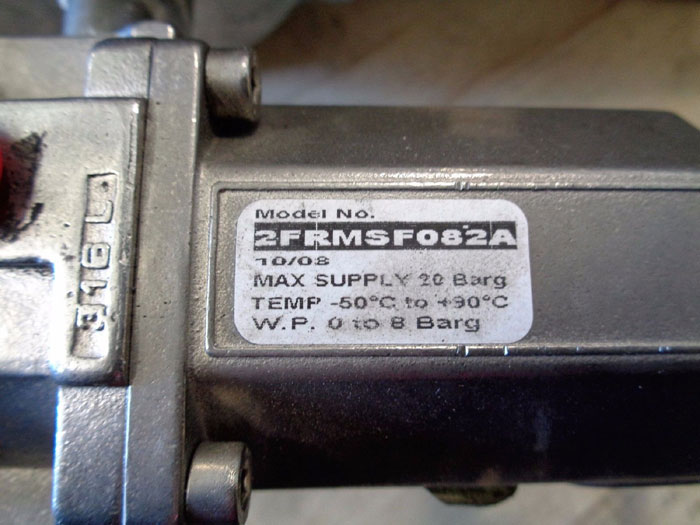 316L
Model No.
2FRMSF082A
10/08
MAX SUPPLY 20 Barg
TEMP -50°C to +90°C
W.P. 0 to 8 Barg